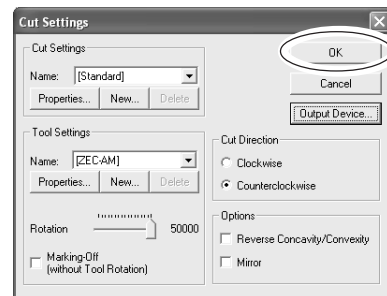 Cut Settings
Cut Settings
Name: [Standard]
Properties... New... Delete
Tool Settings
Name: [ZEC-AM]
Properties... New... Delete
Rotation 50000
Marking-Off
(without Tool Rotation)
OK
Cancel
Output Device...
Cut Direction
Clockwise
Counterclockwise
Options
Reverse Concavity/Convexity
Mirror